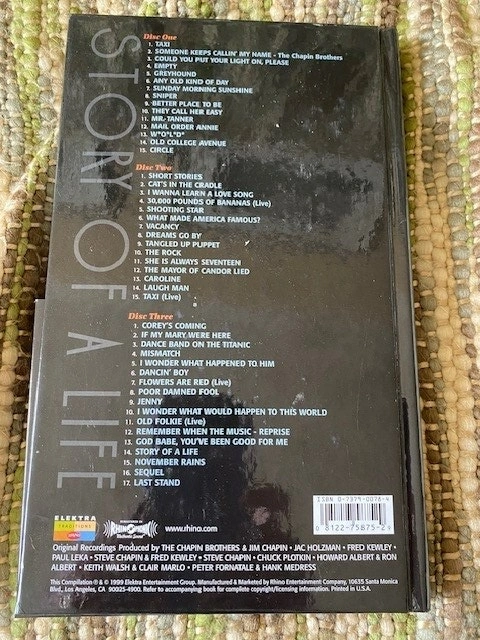 STORY OF A LIFE
Disc One
1. TAXI
2. SOMEONE KEEPS CALLIN' MY NAME - The Chapin Brothers
3. COULD YOU PUT YOUR LIGHT ON, PLEASE
4. EMPTY
5. GREYHOUND
6. ANY OLD KIND OF DAY
7. SUNDAY MORNING SUNSHINE
8. SNIPER
9. BETTER PLACE TO BE
10. THEY CALL HER EASY
11. MR. TANNER
12. MAIL ORDER ANNIE
13. W*O*L*D*
14. OLD COLLEGE AVENUE
15. CIRCLE
Disc Two
1. SHORT STORIES
2. CAT'S IN THE CRADLE
3. I WANNA LEARN A LOVE SONG
4. 30,000 POUNDS OF BANANAS (Live)
5. SHOOTING STAR
6. WHAT MADE AMERICA FAMOUS?
7. VACANCY
8. DREAMS GO BY
9. TANGLED UP PUPPET
10. THE ROCK
11. SHE IS ALWAYS SEVENTEEN
12. THE MAYOR OF CANDOR LIED
13. CAROLINE
14. LAUGH MAN
15. TAXI (Live)
Disc Three
1. COREY'S COMING
2. IF MY MARY WERE HERE
3. DANCE BAND ON THE TITANIC
4. MISMATCH
5. I WONDER WHAT HAPPENED TO HIM
6. DANCIN' BOY
7. FLOWERS ARE RED (Live)
8. POOR DAMNED FOOL
9. JENNY
10. I WONDER WHAT WOULD HAPPEN TO THIS WORLD
11. OLD FOLKIE (Live)
12. REMEMBER WHEN THE MUSIC - REPRISE
13. GOD BABE, YOU'VE BEEN GOOD FOR ME
14. STORY OF A LIFE
15. NOVEMBER RAINS
16. SEQUEL
17. LAST STAND
ISBN 0-7379-0078-4
0 81227-58752 9
ELEKTRA
TRADITIONS
www.rhino.com
Original Recordings Produced by THE CHAPIN BROTHERS & JIM CHAPIN • JAC HOLZMAN • FRED KEWLEY
• PAUL LEKA • STEVE CHAPIN & FRED KEWLEY • STEVE CHAPIN • CHUCK PLOTKIN • HOWARD ALBERT & RON
ALBERT • KEITH WALSH & CLAIR MARLO • PETER FORNATALE & HANK MEDRESS
This Compilation ℗ & © 1999 Elektra Entertainment Group. Manufactured & Marketed by Rhino Entertainment Company, 10635 Santa Monica
Blvd., Los Angeles, CA 90025-4900. Refer to accompanying book for complete copyright/licensing information. Printed in U.S.A.